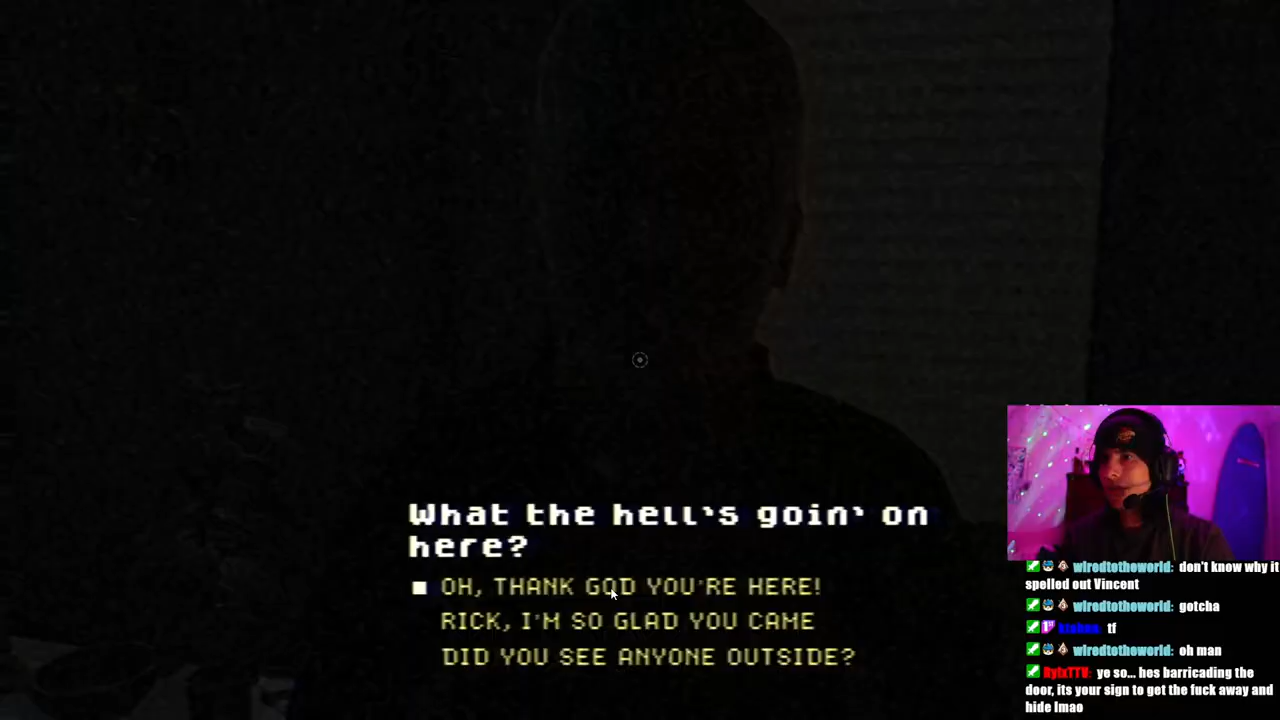 What the hell's goin' on
here?
OH, THANK GOD YOU'RE HERE!
RICK, I'M SO GLAD YOU CAME
DID YOU SEE ANYONE OUTSIDE?
wiredtotheworld: don't know why it
spelled out Vincent
wiredtotheworld: gotcha
tf
wiredtotheworld: oh man
RylxTTV: ye so... hes barricading the
door, its your sign to get the fuck away and
hide lmao